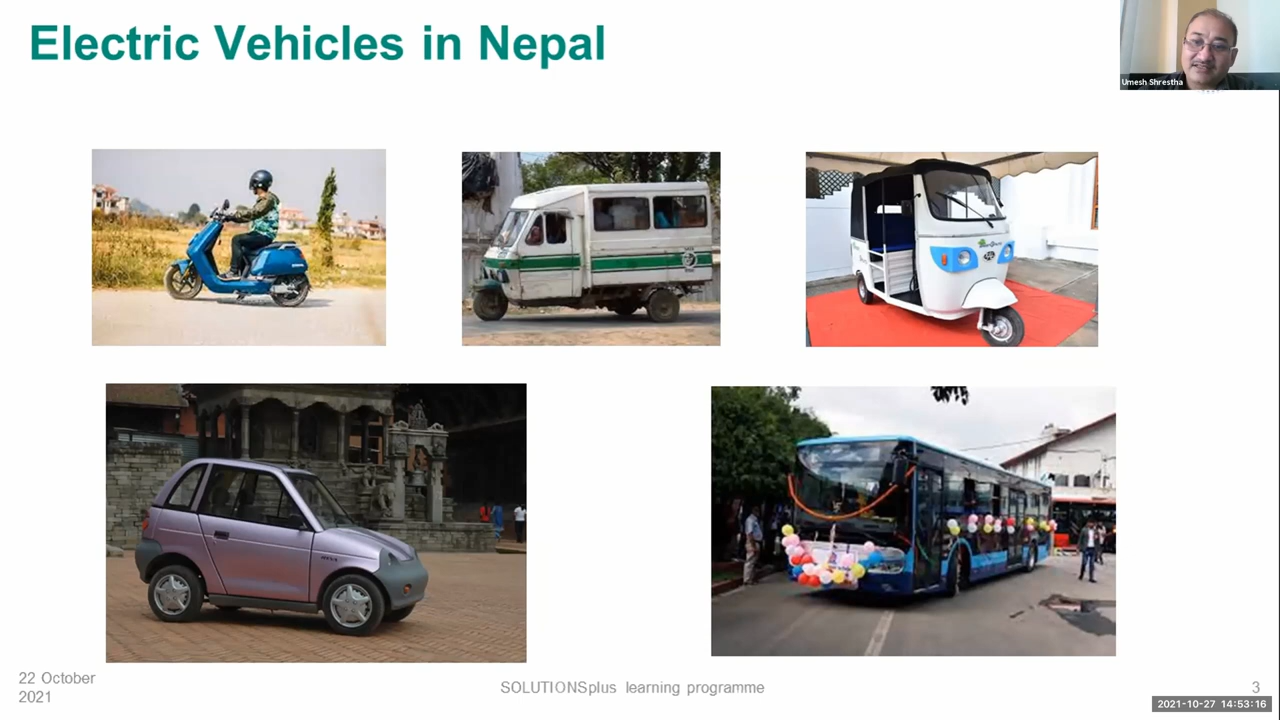 Electric Vehicles in Nepal
Umesh Shrestha
22 October
2021
SOLUTIONSplus learning programme
3
2021-10-27 14:53:16